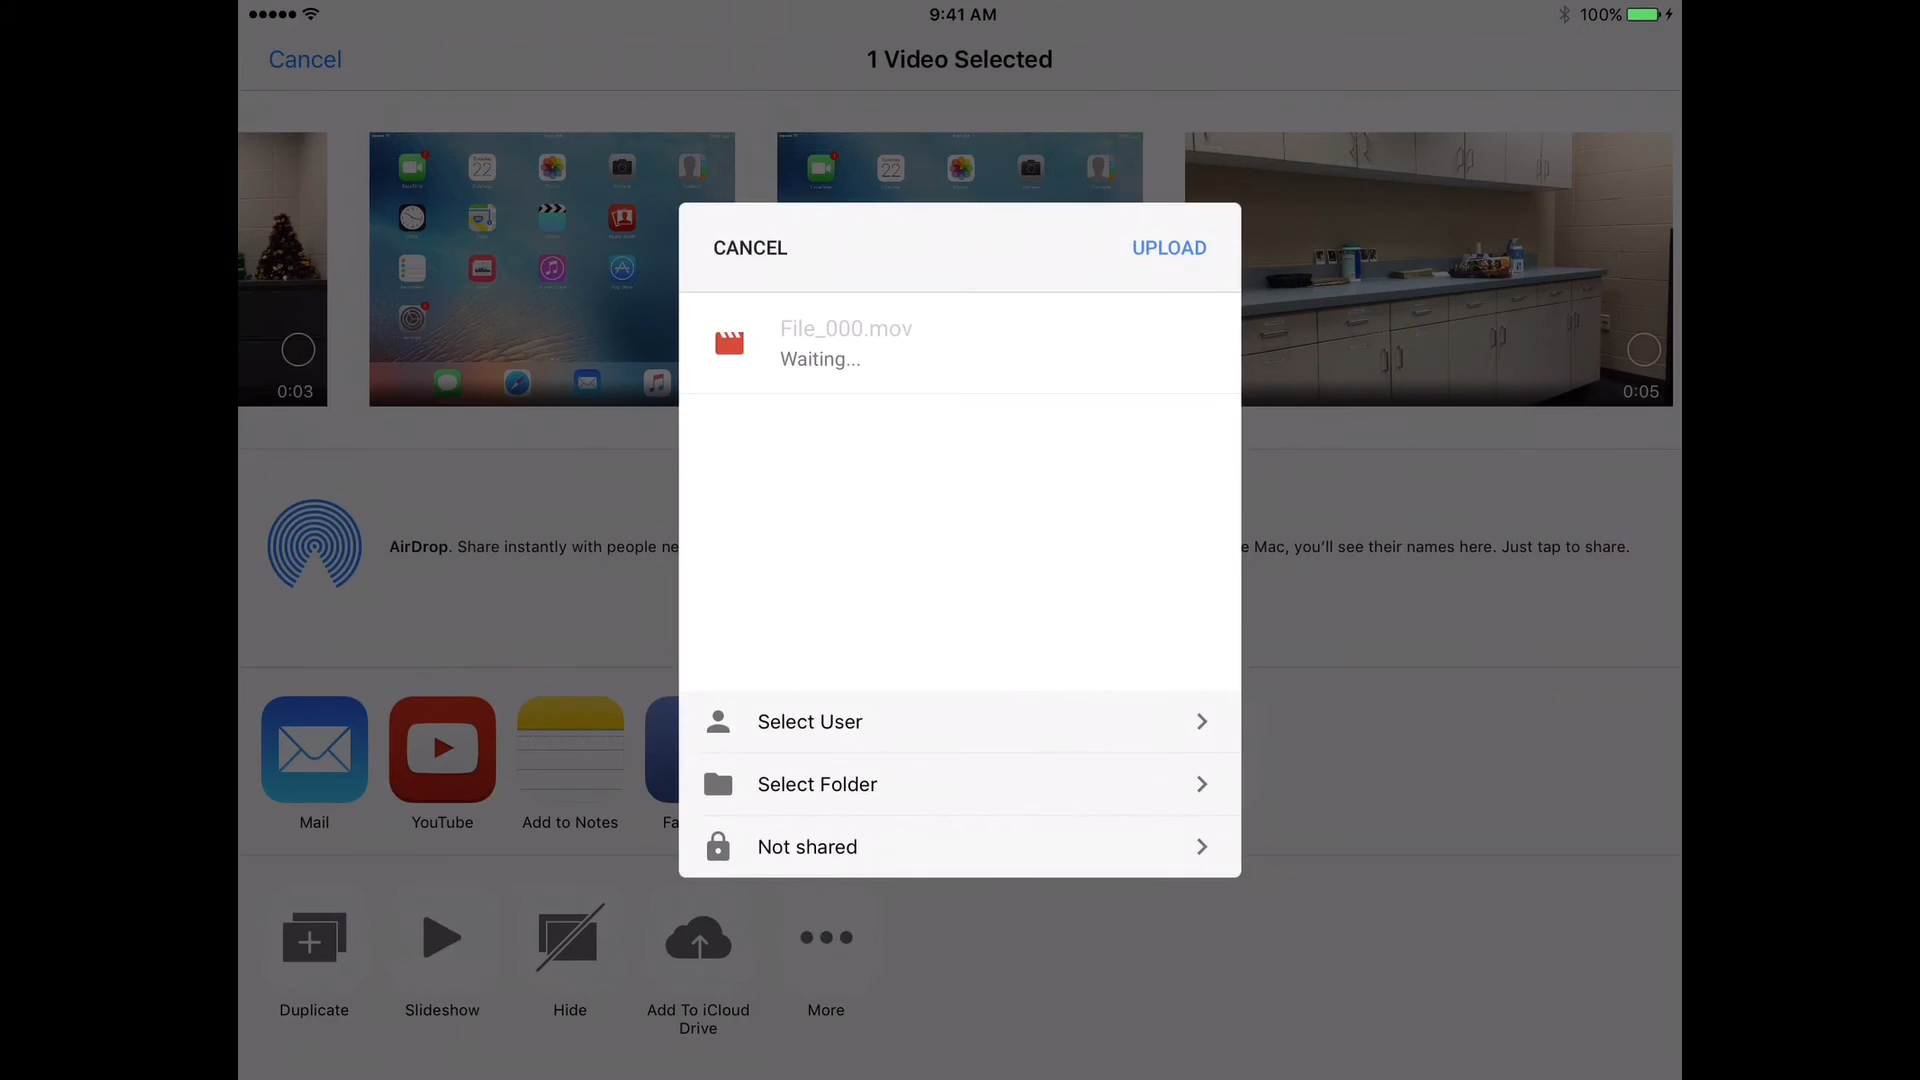 9:41 AM
100%
Cancel
1 Video Selected
22
22
0:03
0:05
CANCEL
UPLOAD
File_000.mov
Waiting...
AirDrop. Share instantly with people ne
e Mac, you’ll see their names here. Just tap to share.
Select User
Select Folder
Not shared
Mail
YouTube
Add to Notes
Fa
Duplicate
Slideshow
Hide
Add To iCloud
Drive
More